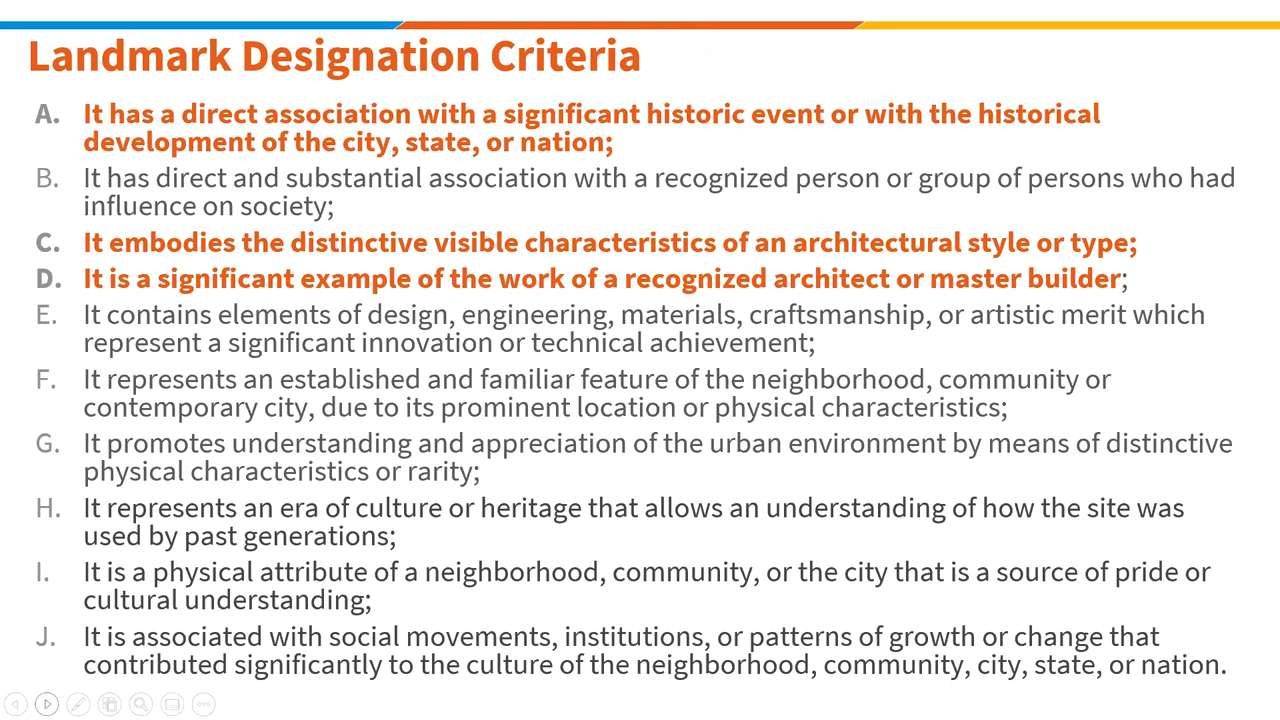 Landmark Designation Criteria
A. It has a direct association with a significant historic event or with the historical
development of the city, state, or nation;
B. It has direct and substantial association with a recognized person or group of persons who had
influence on society;
C. It embodies the distinctive visible characteristics of an architectural style or type;
D. It is a significant example of the work of a recognized architect or master builder;
E. It contains elements of design, engineering, materials, craftsmanship, or artistic merit which
represent a significant innovation or technical achievement;
F. It represents an established and familiar feature of the neighborhood, community or
contemporary city, due to its prominent location or physical characteristics;
G. It promotes understanding and appreciation of the urban environment by means of distinctive
physical characteristics or rarity;
H. It represents an era of culture or heritage that allows an understanding of how the site was
used by past generations;
I. It is a physical attribute of a neighborhood, community, or the city that is a source of pride or
cultural understanding;
J. It is associated with social movements, institutions, or patterns of growth or change that
contributed significantly to the culture of the neighborhood, community, city, state, or nation.